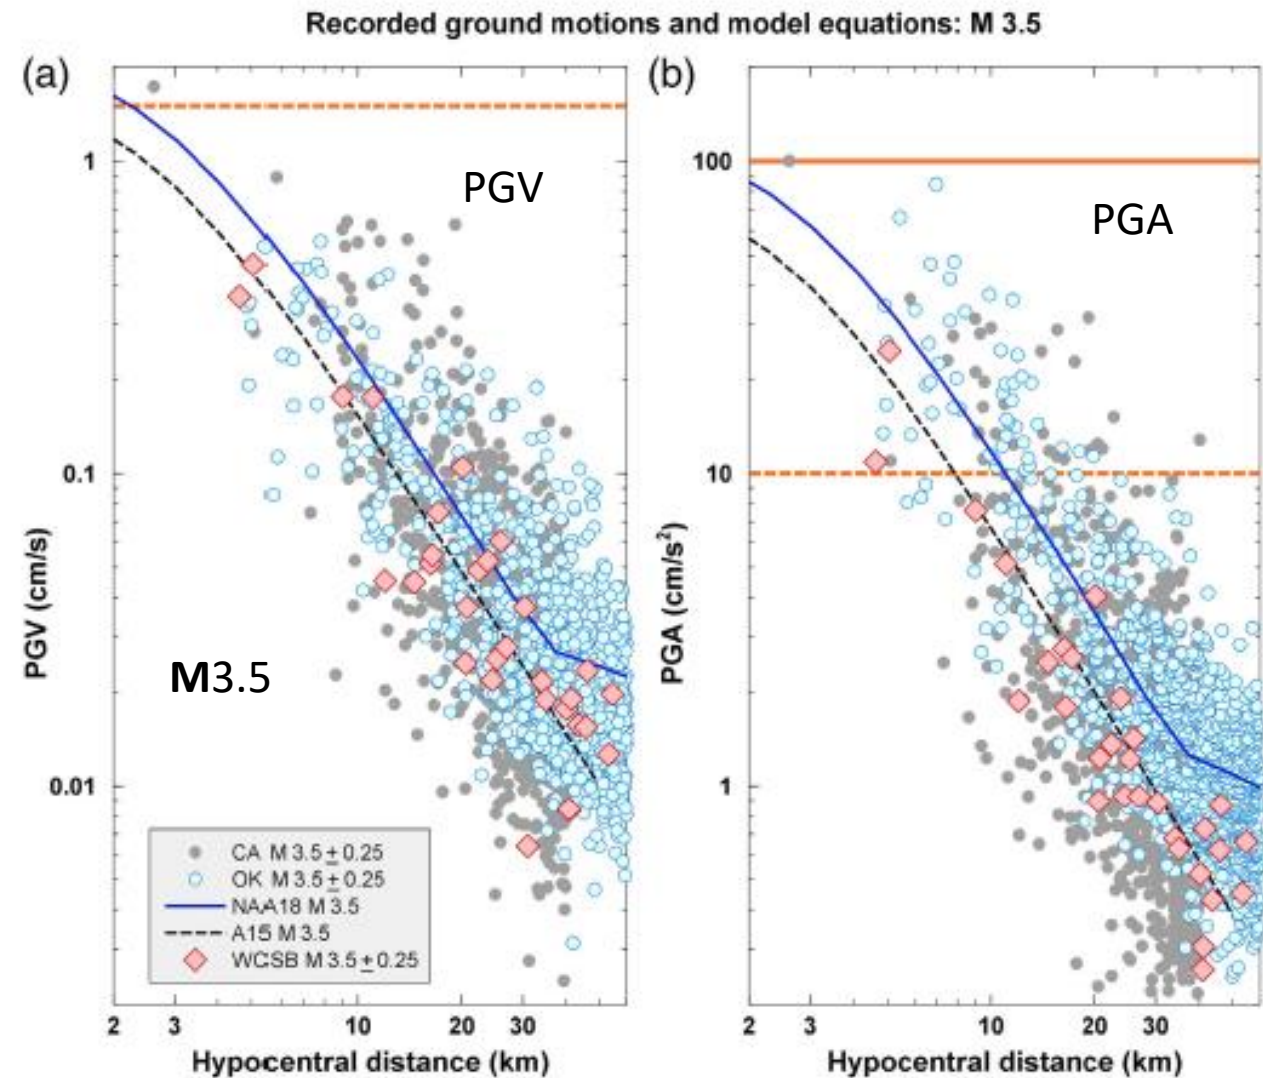 Recorded ground motions and model equations: M 3.5
(a)
PGV
M3.5
PGV (cm/s)
1
0.1
0.01
2 3 10 20 30
Hypocentral distance (km)
CA M 3.5 ± 0.25
OK M 3.5 ± 0.25
NAA18 M 3.5
A15 M 3.5
WCSB M 3.5 ± 0.25
(b)
PGA
PGA (cm/s²)
100
10
1
2 3 10 20 30
Hypocentral distance (km)